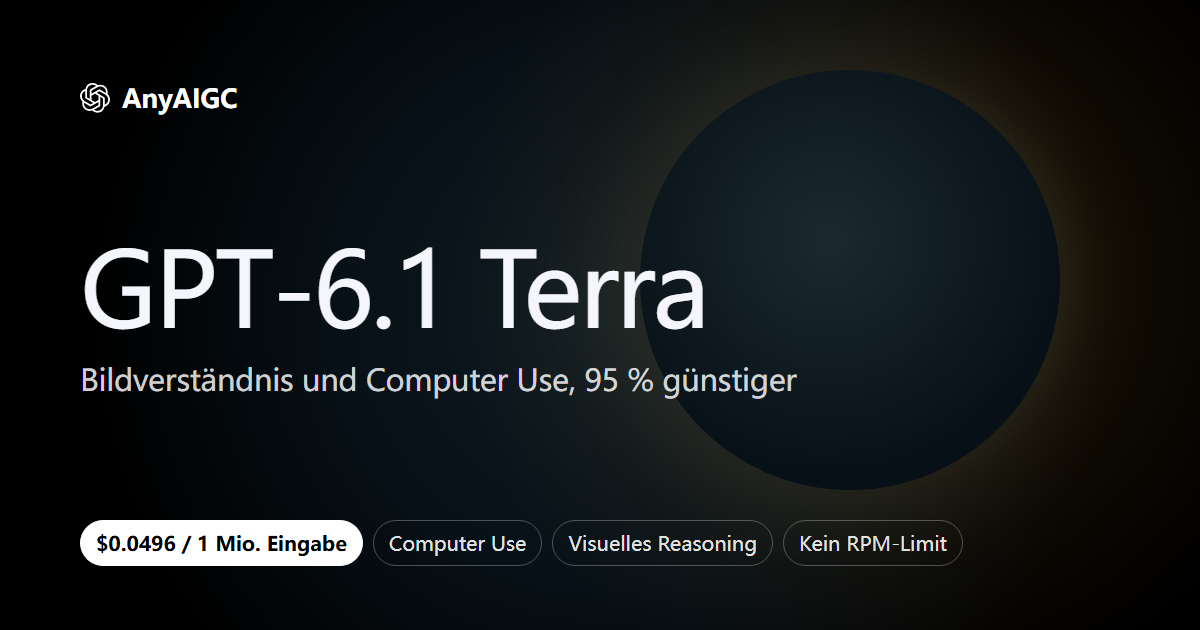 AnyAIGC
GPT-6.1 Terra
Bildverständnis und Computer Use, 95 % günstiger
$0.0496 / 1 Mio. Eingabe
Computer Use
Visuelles Reasoning
Kein RPM-Limit